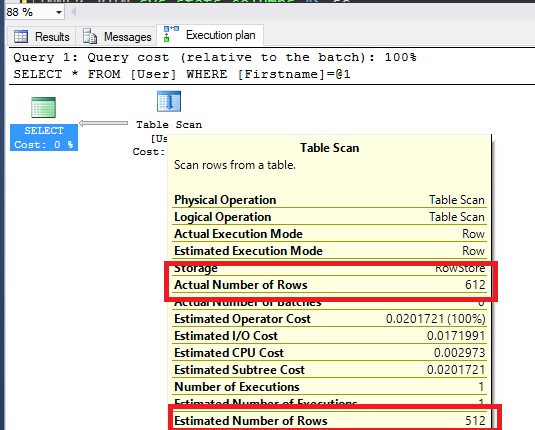 88 %
Results
Messages
Execution plan
Query 1: Query cost (relative to the batch): 100%
SELECT * FROM [User] WHERE [Firstname]=@1
SELECT
Cost: 0 %
Table Scan
[Us
Cost:
Table Scan
Scan rows from a table.
Physical Operation Table Scan
Logical Operation Table Scan
Actual Execution Mode Row
Estimated Execution Mode Row
Storage RowStore
Actual Number of Rows 612
Actual Number of Batches 0
Estimated Operator Cost 0.0201721 (100%)
Estimated I/O Cost 0.0171991
Estimated CPU Cost 0.002973
Estimated Subtree Cost 0.0201721
Number of Executions 1
Estimated Number of Executions 1
Estimated Number of Rows 512